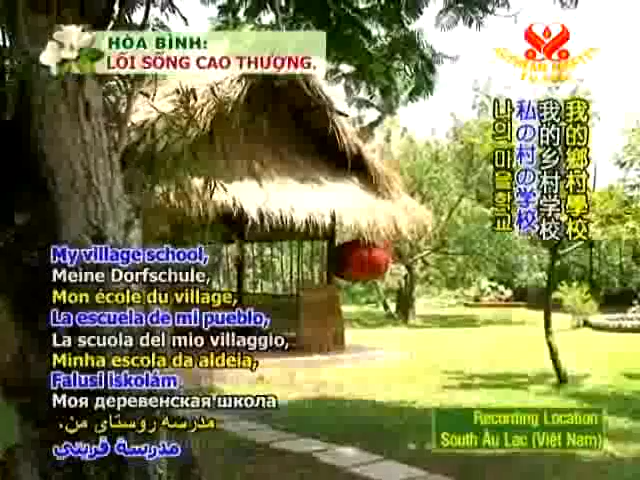 HÒA BÌNH:
LỐI SỐNG CAO THƯỢNG.
我的鄉村學校
我的乡村学校
私の村の学校
나의 마을학교
My village school,
Meine Dorfschule,
Mon école du village,
La escuela de mi pueblo,
La scuola del mio villaggio,
Minha escola da aldeia,
Falusi iskolám
Моя деревенская школа
مدرسه روستای من،
مدرسة قريتي
Recording Location
South Âu Lạc (Việt Nam)